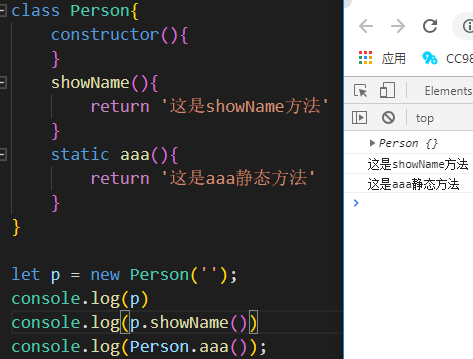 class Person{
    constructor(){
    }
    showName(){
        return '这是showName方法'
    }
    static aaa(){
        return '这是aaa静态方法'
    }
}
let p = new Person('');
console.log(p)
console.log(p.showName())
console.log(Person.aaa());
应用 CC98
Elements
top
Person {}
这是showName方法
这是aaa静态方法